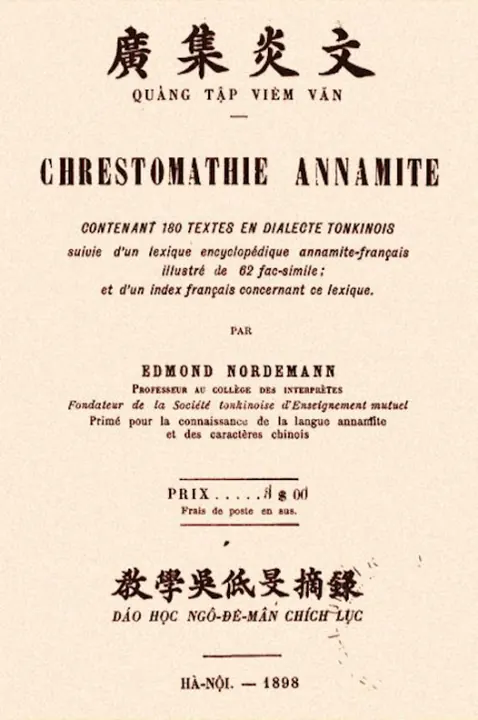 廣集炎文
QUẢNG TẬP VIÊM VĂN
CHRESTOMATHIE ANNAMITE
CONTENANT 180 TEXTES EN DIALECTE TONKINOIS
suivie d'un lexique encyclopédique annamite-français
illustré de 62 fac-simile;
et d'un index français concernant ce lexique.
PAR
EDMOND NORDEMANN
PROFESSEUR AU COLLÈGE DES INTERPRÈTES
Fondateur de la Société tonkinoise d'Enseignement mutuel
Primé pour la connaissance de la langue annamite
et des caractères chinois
PRIX ..... $ 00
Frais de poste en sus.
教學吳低旻摘錄
DÁO HỌC NGÔ-ĐÊ-MÂN CHÍCH LỤC
HÀ-NỘI. — 1898